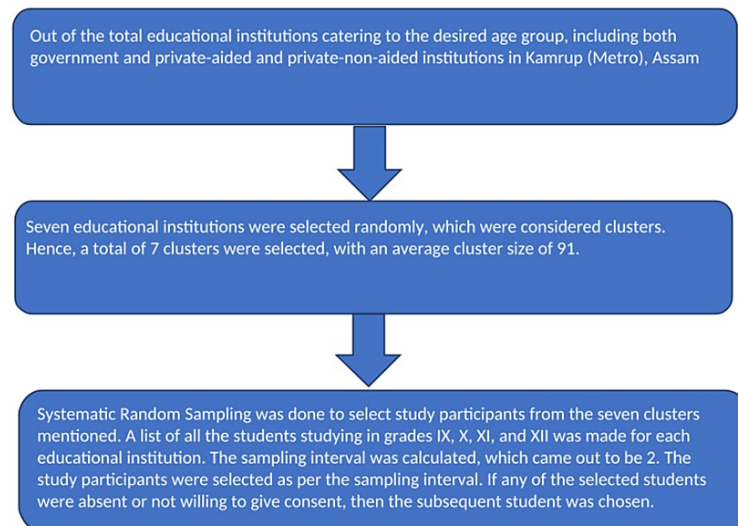 Out of the total educational institutions catering to the desired age group, including both
government and private-aided and private-non-aided institutions in Kamrup (Metro), Assam
Seven educational institutions were selected randomly, which were considered clusters.
Hence, a total of 7 clusters were selected, with an average cluster size of 91.
Systematic Random Sampling was done to select study participants from the seven clusters
mentioned. A list of all the students studying in grades IX, X, XI, and XII was made for each
educational institution. The sampling interval was calculated, which came out to be 2. The
study participants were selected as per the sampling interval. If any of the selected students
were absent or not willing to give consent, then the subsequent student was chosen.